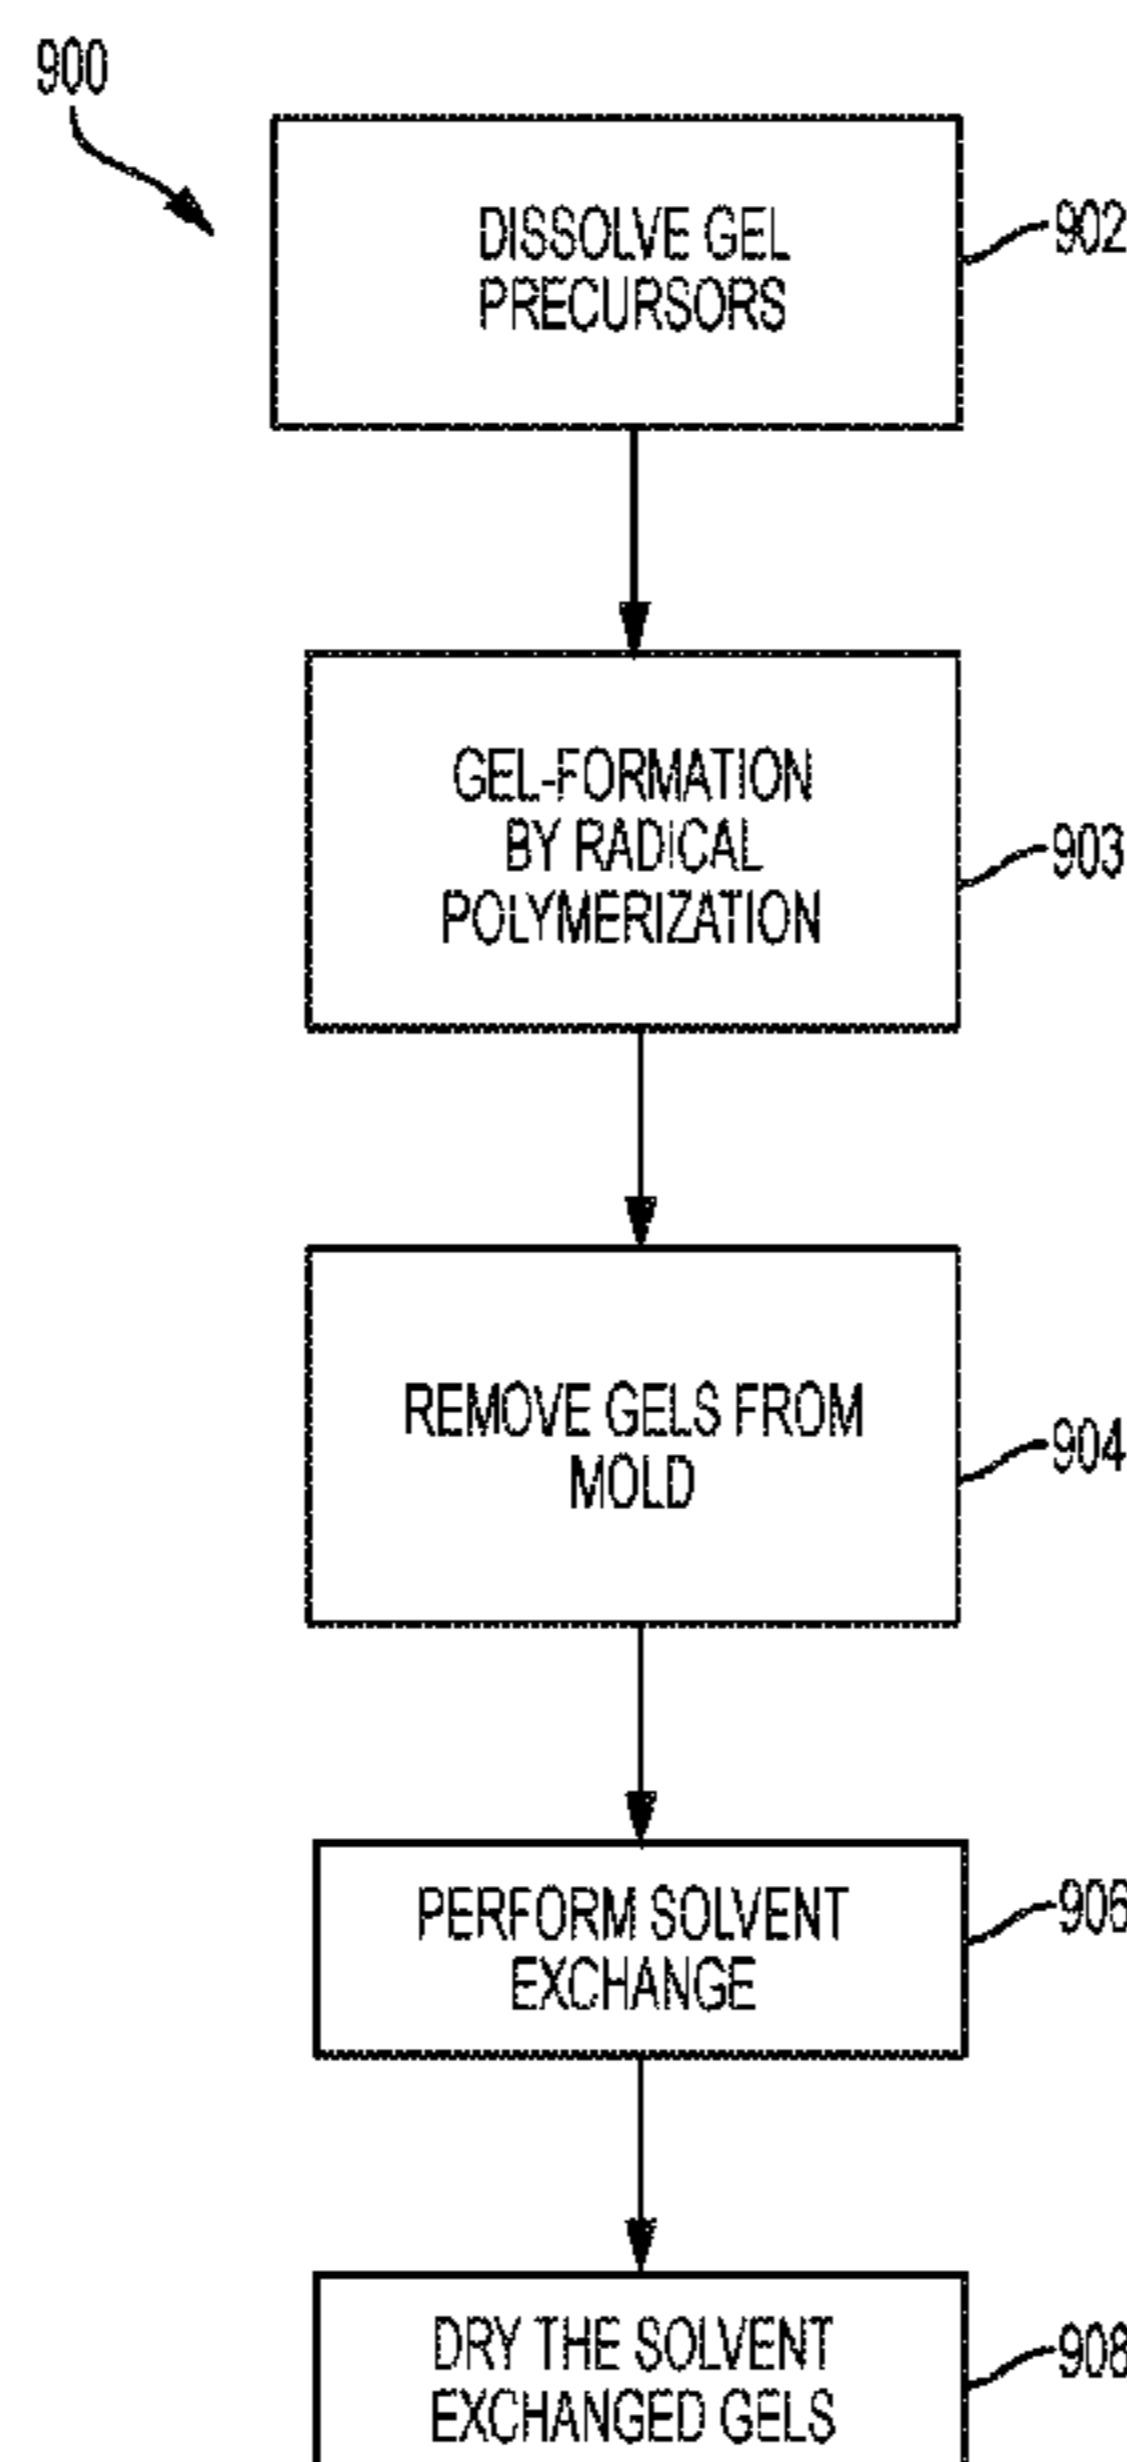 900
DISSOLVE GEL
PRECURSORS
902
GEL-FORMATION
BY RADICAL
POLYMERIZATION
903
REMOVE GELS FROM
MOLD
904
PERFORM SOLVENT
EXCHANGE
906
DRY THE SOLVENT
EXCHANGED GELS
908